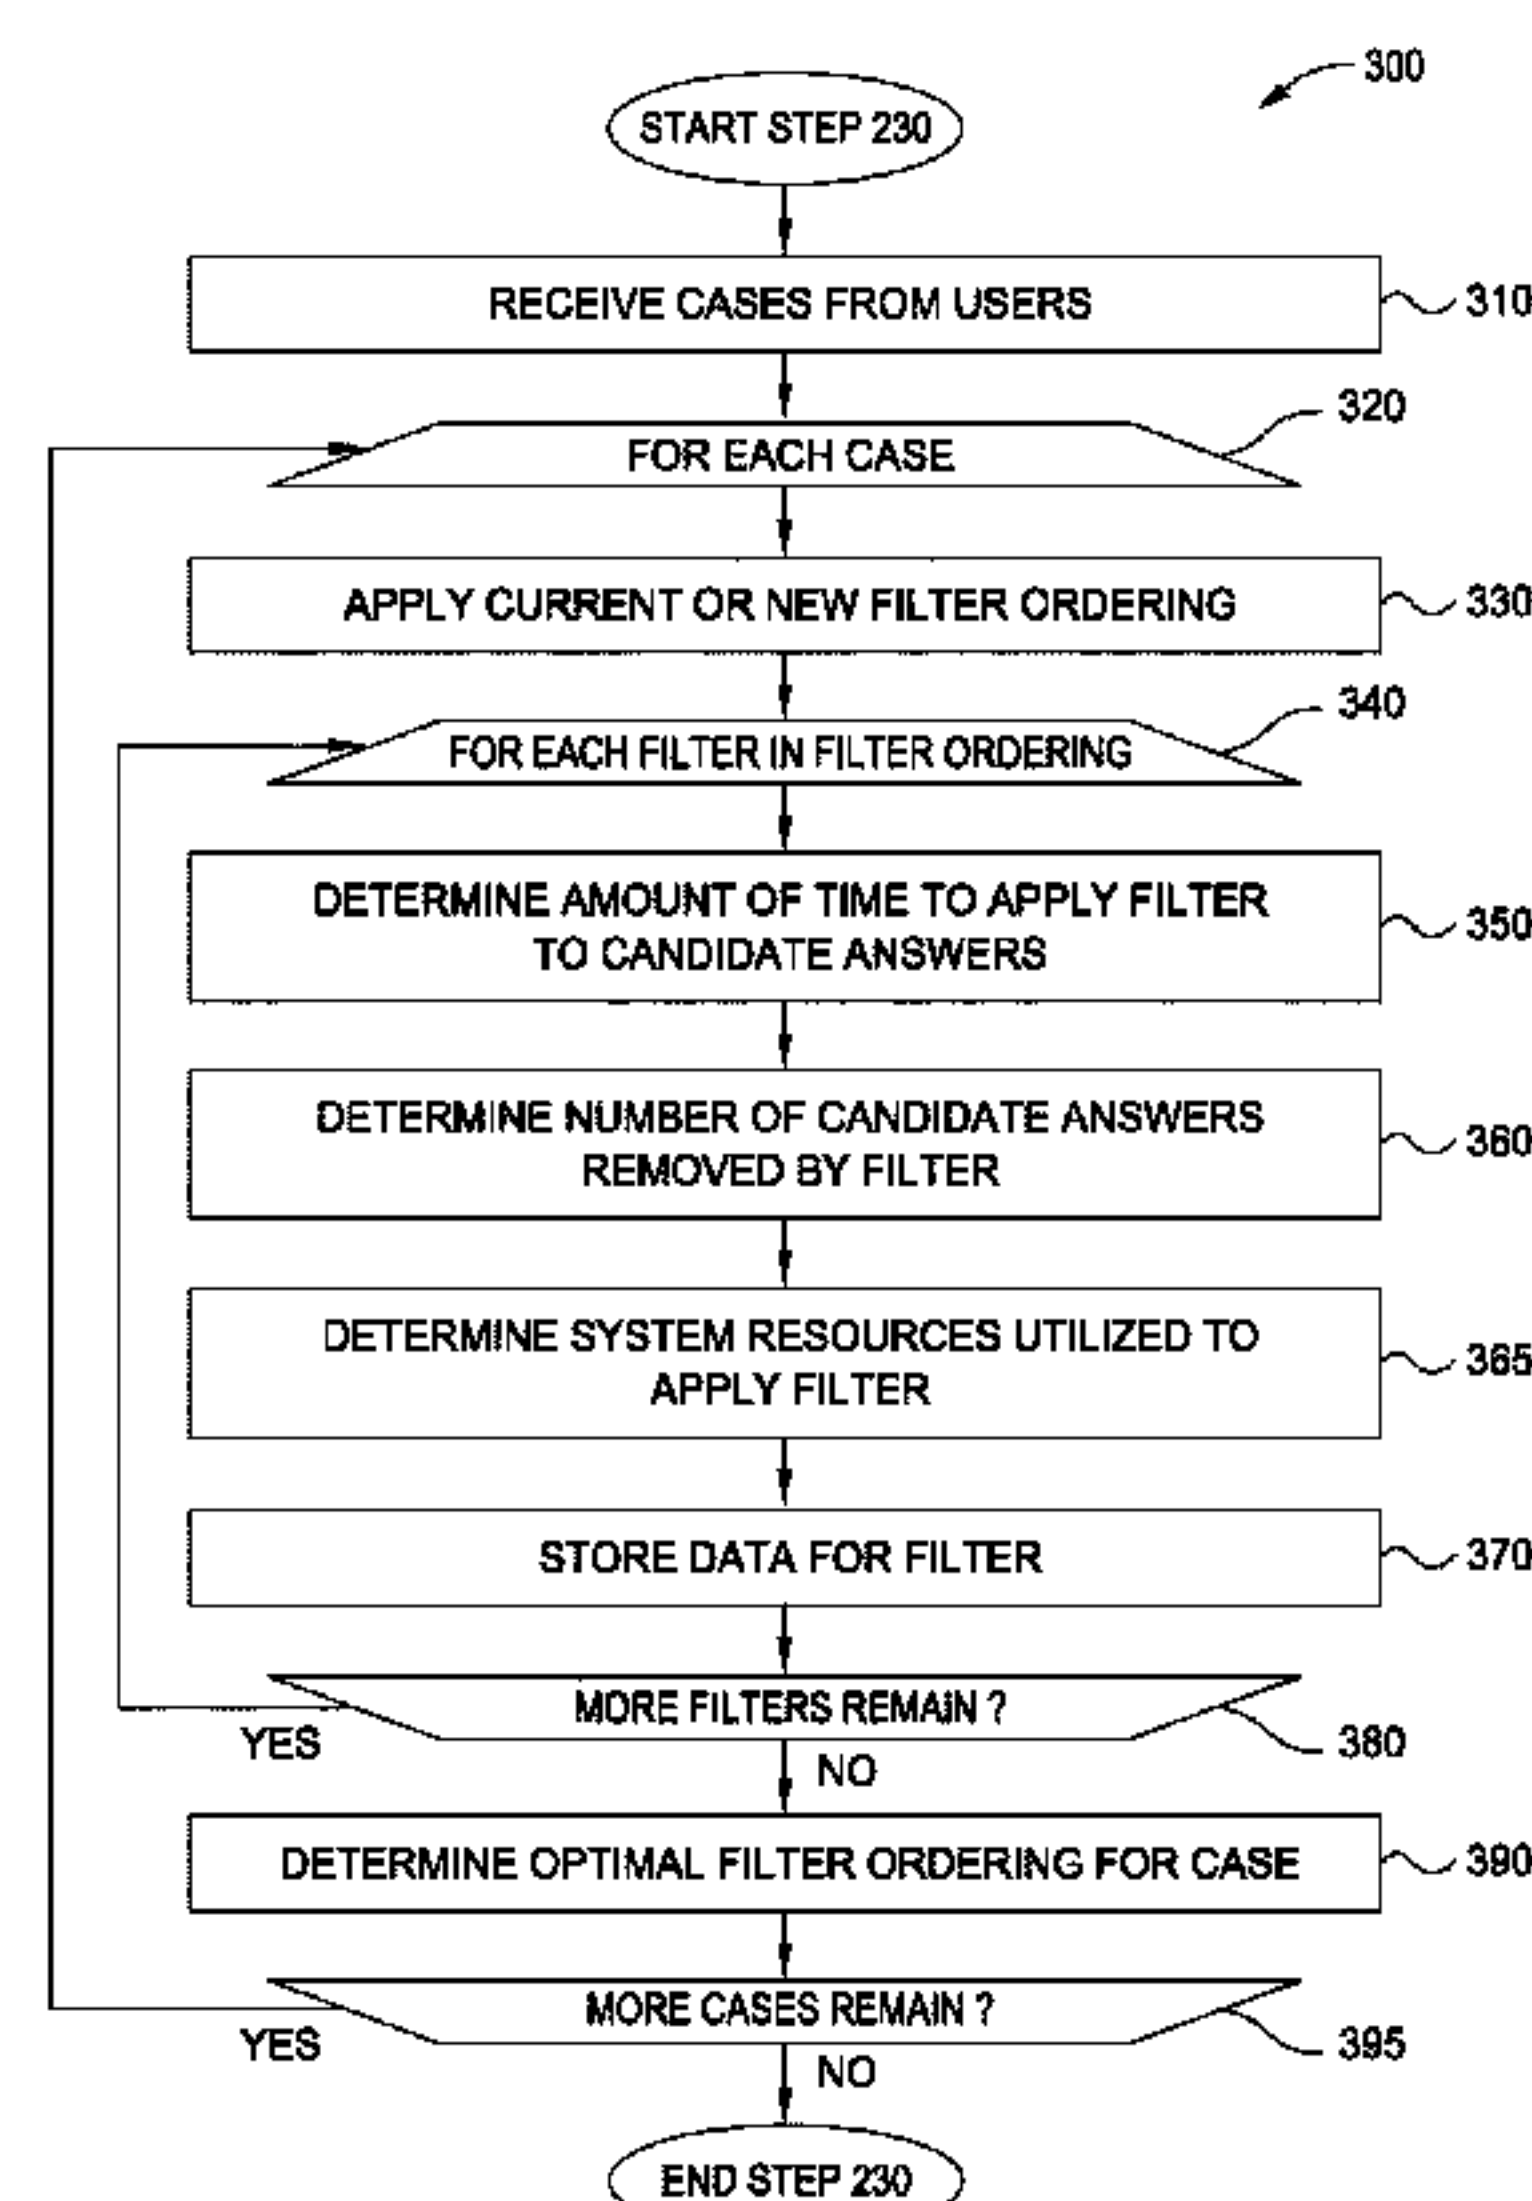 300
START STEP 230
RECEIVE CASES FROM USERS
310
320
FOR EACH CASE
APPLY CURRENT OR NEW FILTER ORDERING
330
340
FOR EACH FILTER IN FILTER ORDERING
DETERMINE AMOUNT OF TIME TO APPLY FILTER
TO CANDIDATE ANSWERS
350
DETERMINE NUMBER OF CANDIDATE ANSWERS
REMOVED BY FILTER
360
DETERMINE SYSTEM RESOURCES UTILIZED TO
APPLY FILTER
365
STORE DATA FOR FILTER
370
MORE FILTERS REMAIN ?
YES
380
NO
DETERMINE OPTIMAL FILTER ORDERING FOR CASE
390
MORE CASES REMAIN ?
YES
395
NO
END STEP 230